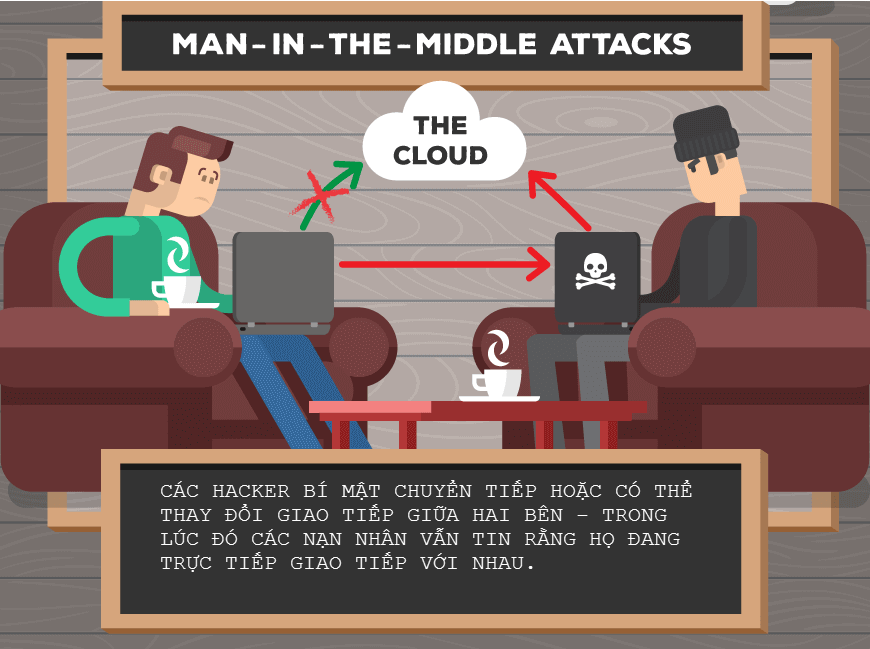 MAN-IN-THE-MIDDLE ATTACKS
THE
CLOUD
CÁC HACKER BÍ MẬT CHUYỂN TIẾP HOẶC CÓ THỂ
THAY ĐỔI GIAO TIẾP GIỮA HAI BÊN – TRONG
LÚC ĐÓ CÁC NẠN NHÂN VẪN TIN RẰNG HỌ ĐANG
TRỰC TIẾP GIAO TIẾP VỚI NHAU.